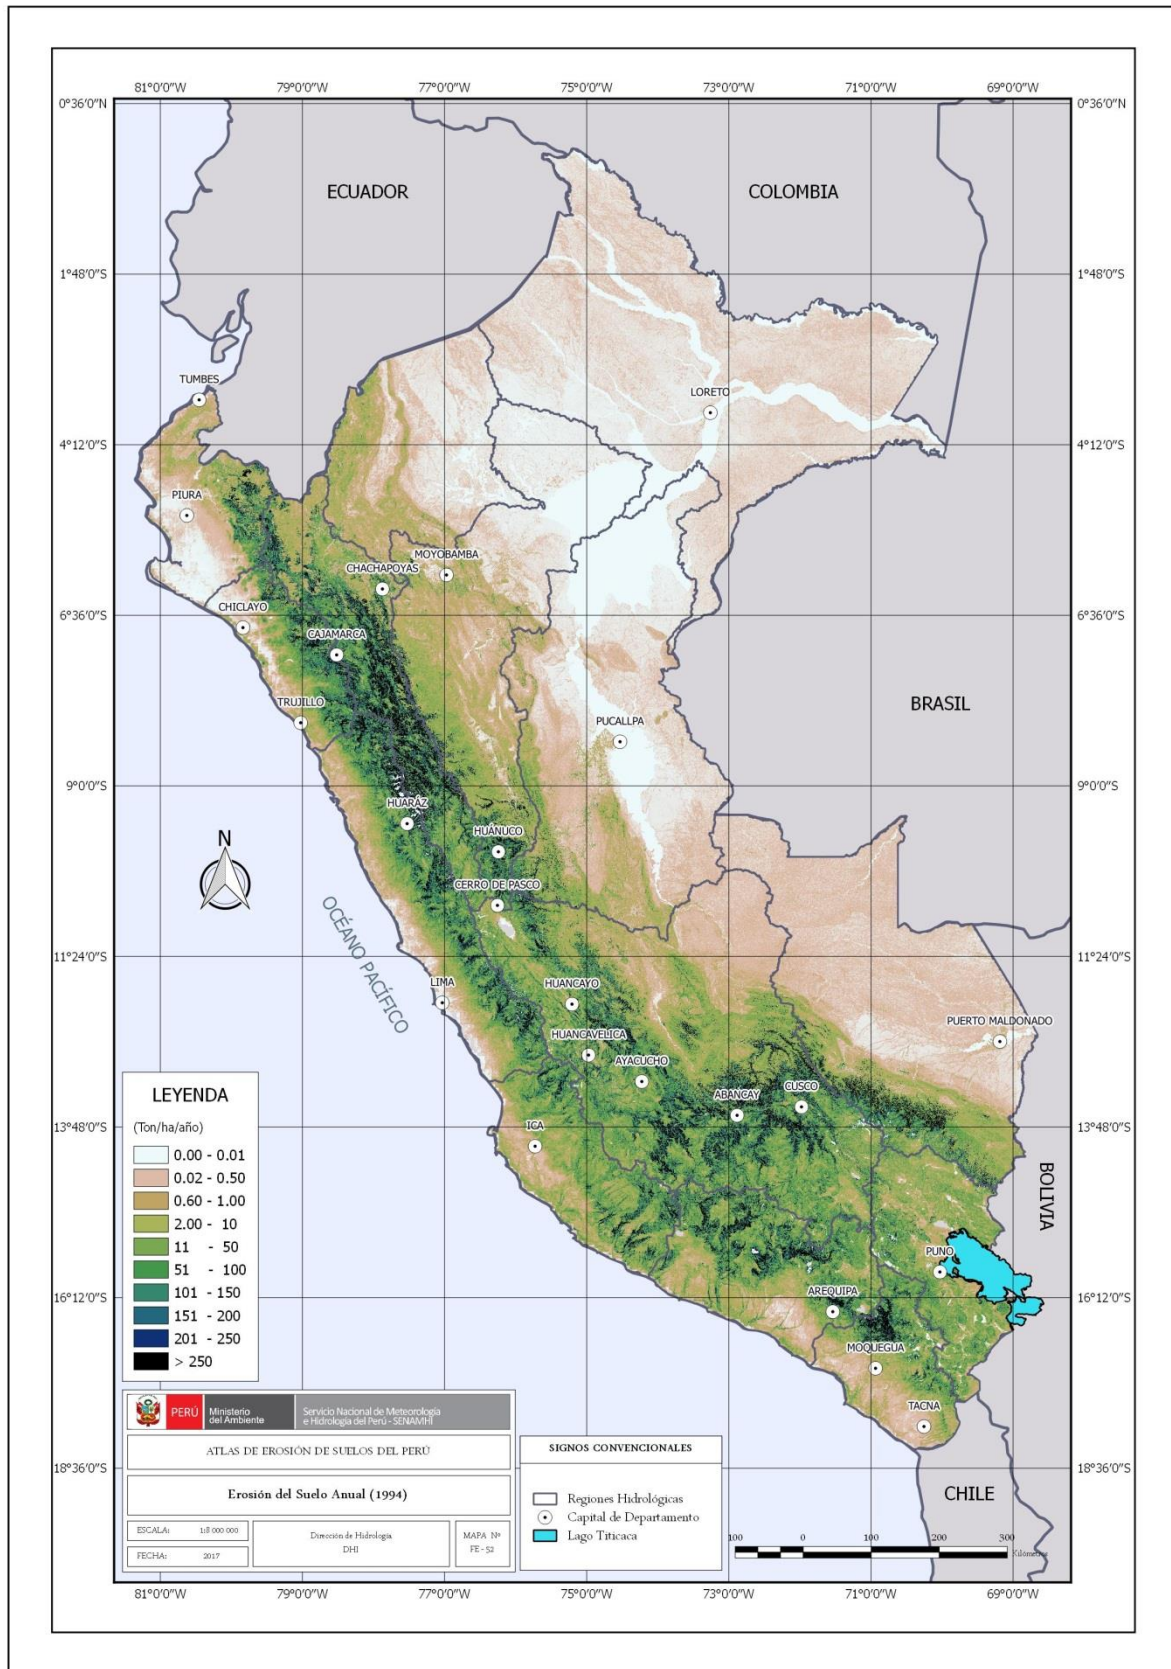 81°0'0"W 79°0'0"W 77°0'0"W 75°0'0"W 73°0'0"W 71°0'0"W 69°0'0"W
0°36'0"N 0°36'0"N
ECUADOR COLOMBIA
1°48'0"S 1°48'0"S
TUMBES
LORETO
4°12'0"S 4°12'0"S
PIURA
MOYOBAMBA
CHACHAPOYAS
6°36'0"S 6°36'0"S
CHICLAYO
CAJAMARCA
TRUJILLO
BRASIL
PUCALLPA
9°0'0"S 9°0'0"S
HUARÁZ
N
HUÁNUCO
CERRO DE PASCO
OCÉANO PACÍFICO
11°24'0"S 11°24'0"S
LIMA
HUANCAYO
PUERTO MALDONADO
HUANCAVELICA
AYACUCHO
ABANCAY
CUSCO
13°48'0"S 13°48'0"S
ICA
BOLIVIA
PUNO
AREQUIPA
16°12'0"S 16°12'0"S
MOQUEGUA
TACNA
18°36'0"S 18°36'0"S
CHILE
LEYENDA
(Ton/ha/año)
0.00 - 0.01
0.02 - 0.50
0.60 - 1.00
2.00 - 10
11 - 50
51 - 100
101 - 150
151 - 200
201 - 250
> 250
PERÚ
Ministerio
del Ambiente
Servicio Nacional de Meteorología
e Hidrología del Perú - SENAMHI
ATLAS DE EROSIÓN DE SUELOS DEL PERÚ
Erosión del Suelo Anual (1994)
ESCALA: 1:8 000 000
FECHA: 2017
Dirección de Hidrología
DHI
MAPA Nº
FE - 52
SIGNOS CONVENCIONALES
Regiones Hidrológicas
Capital de Departamento
Lago Titicaca
100 0 100 200 300
Kilómetros
81°0'0"W 79°0'0"W 77°0'0"W 75°0'0"W 73°0'0"W 71°0'0"W 69°0'0"W